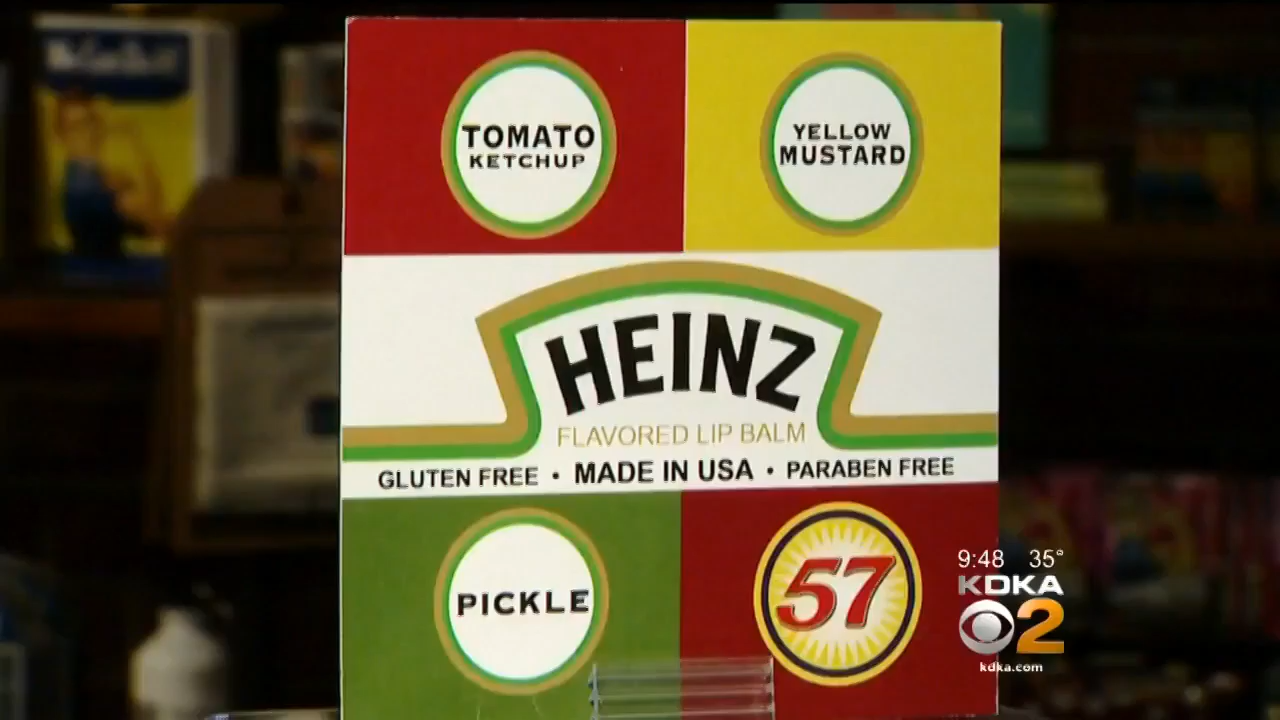 TOMATO
KETCHUP
YELLOW
MUSTARD
HEINZ
FLAVORED LIP BALM
GLUTEN FREE • MADE IN USA • PARABEN FREE
PICKLE
57
9:48 35°
KDKA
2
kdka.com